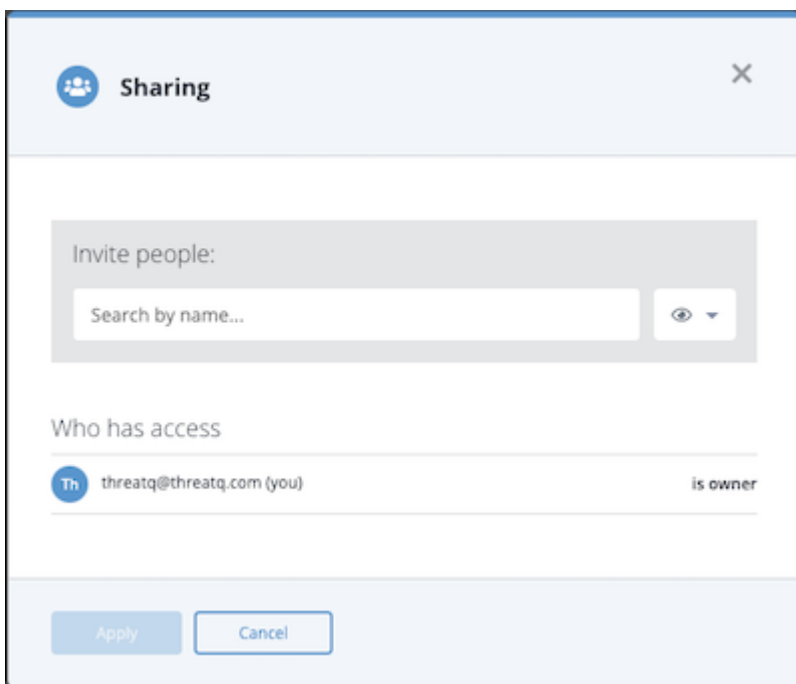 Sharing
Invite people:
Search by name...
Who has access
Th threatq@threatq.com (you) is owner
Apply Cancel